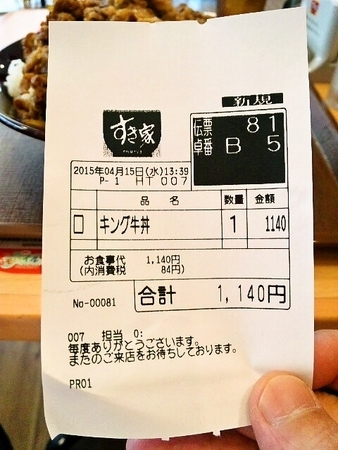 新規
すき家
伝票 81
卓番 B 5
2015年04月15日(水)13:39
P- 1 HT 007
品 名 数量 金額
□ キング牛丼 1 1140
お食事代 1,140円
(内消費税 84円)
No-00081 合計 1,140円
007 担当 0:
毎度ありがとうございます。
またのご来店をお待ちしております。
PR01